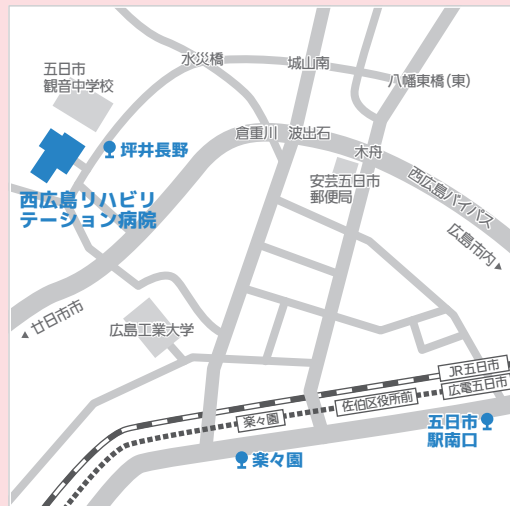 水災橋
城山南
八幡東橋（東）
五日市
観音中学校
倉重川
波出石
木舟
坪井長野
西広島リハビリ
テーション病院
安芸五日市
郵便局
西広島バイパス
広島市内▲
▲廿日市市
広島工業大学
JR五日市
広電五日市
佐伯区役所前
楽々園
五日市
駅南口
楽々園